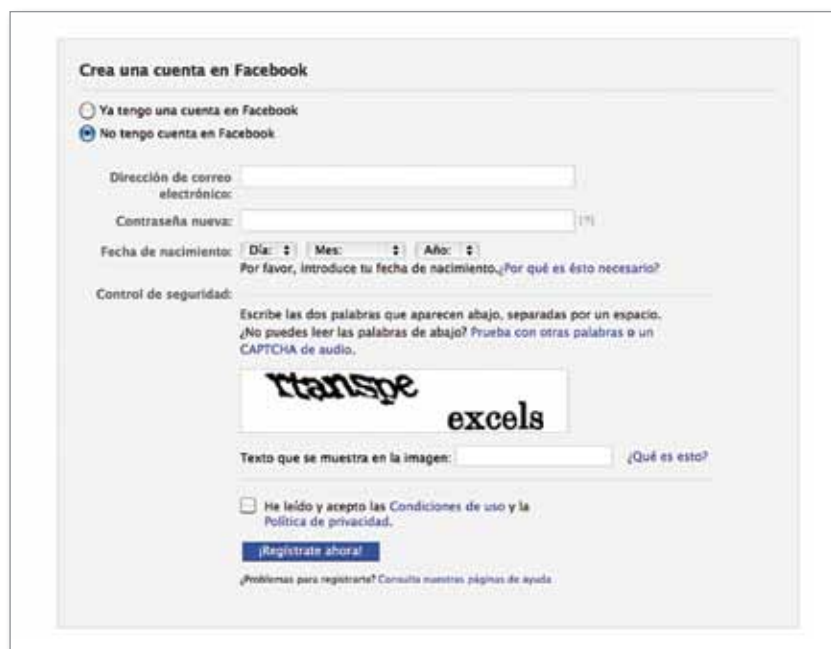 Crea una cuenta en Facebook
Ya tengo una cuenta en Facebook
No tengo cuenta en Facebook
Dirección de correo
electrónico:
Contraseña nueva: [?]
Fecha de nacimiento: Día: Mes: Año:
Por favor, introduce tu fecha de nacimiento.¿Por qué es ésto necesario?
Control de seguridad:
Escribe las dos palabras que aparecen abajo, separadas por un espacio.
¿No puedes leer las palabras de abajo? Prueba con otras palabras o un
CAPTCHA de audio.
rtanspe
excels
Texto que se muestra en la imagen: ¿Qué es esto?
He leído y acepto las Condiciones de uso y la
Política de privacidad.
¡Regístrate ahora!
¿Problemas para registrarte? Consulta nuestras páginas de ayuda